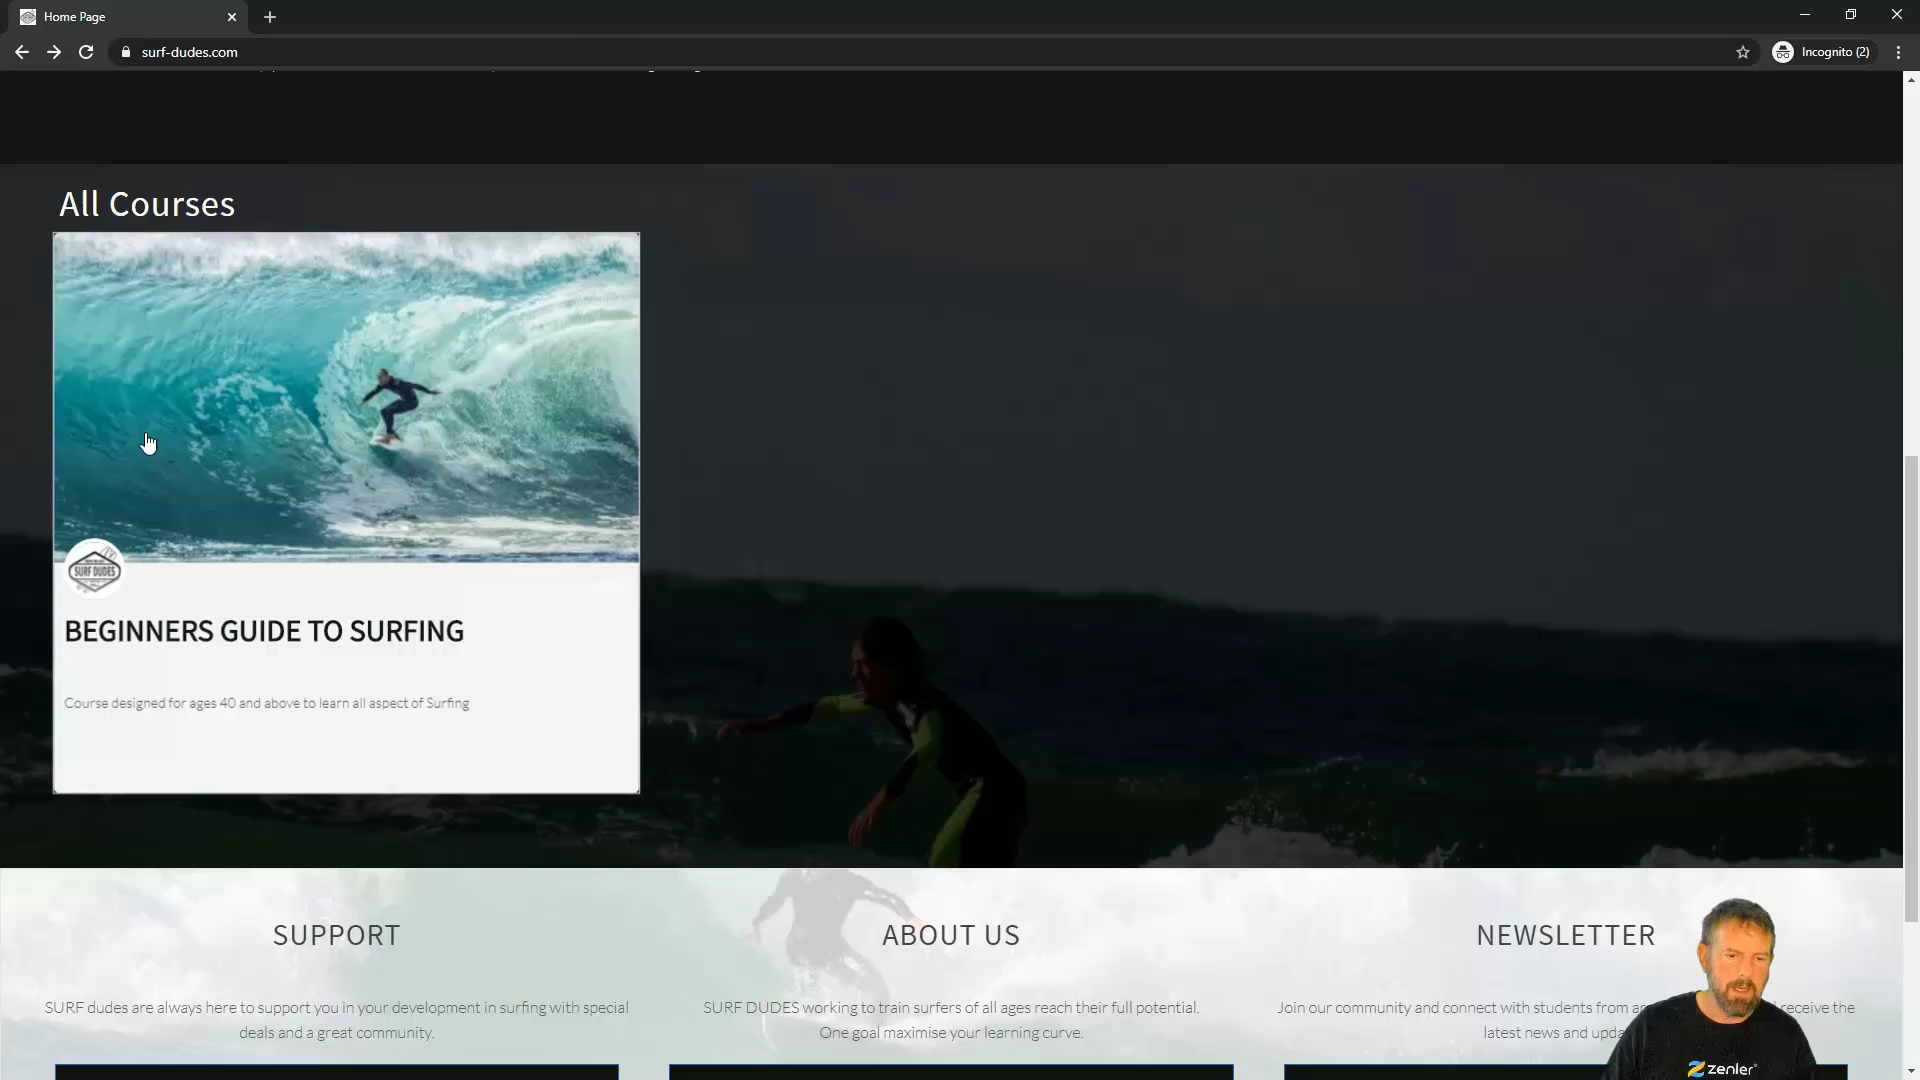 Home Page
surf-dudes.com
Incognito (2)
All Courses
SURF DUDES
BEGINNERS GUIDE TO SURFING
Course designed for ages 40 and above to learn all aspect of Surfing
SUPPORT
ABOUT US
NEWSLETTER
SURF dudes are always here to support you in your development in surfing with special
deals and a great community.
SURF DUDES working to train surfers of all ages reach their full potential.
One goal maximise your learning curve.
Join our community and connect with students from receive the
latest news and
zenler